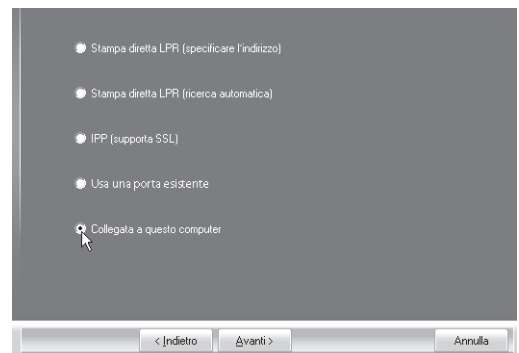 Stampa diretta LPR (specificare l'indirizzo)
Stampa diretta LPR (ricerca automatica)
IPP (supporta SSL)
Usa una porta esistente
Collegata a questo computer
< Indietro Avanti > Annulla